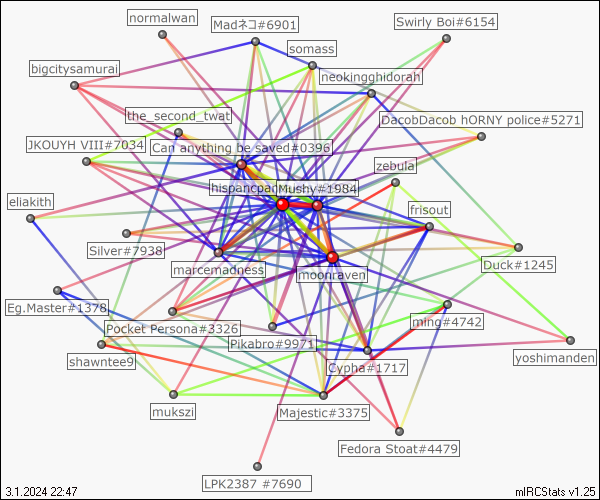 normalwan
Madネコ#6901
Swirly Boi#6154
somass
bigcitysamurai
neokingghidorah
the_second_twat
DacobDacob hORNY police#5271
JKOUYH VIII#7034
Can anything be saved#0396
zebula
hispanicpac
Mushy#1984
eliakith
frisout
Silver#7938
marcemadness
moonraven
Duck#1245
Eg.Master#1378
Pocket Persona#3326
ming#4742
Pikabro#9971
shawntee9
Cypha#1717
yoshimanden
mukszi
Majestic#3375
Fedora Stoat#4479
LPK2387 #7690
3.1.2024 22:47
mIRCStats v1.25